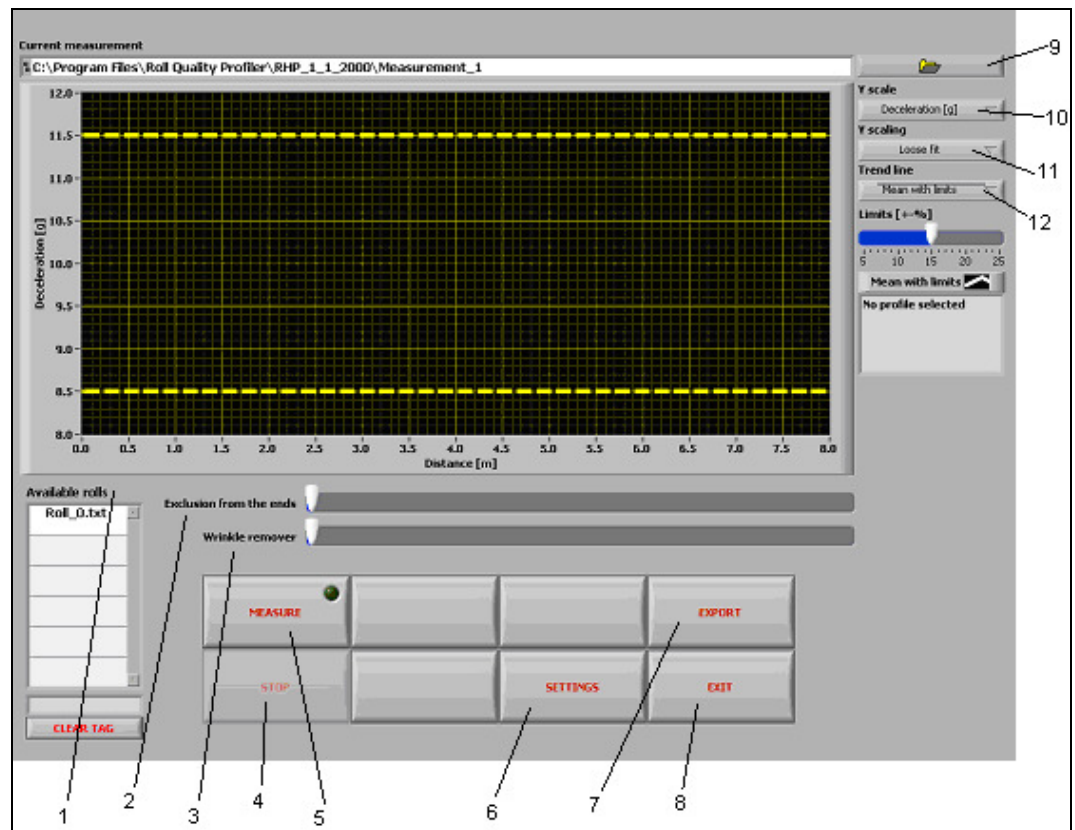 Current measurement
C:\Program Files\Roll Quality Profiler\RHP_1_1_2000\Measurement_1
9
Y scale
Deceleration [g]
10
Y scaling
Loose fit
11
Trend line
Mean with limits
12
Limits [+-%]
5 10 15 20 25
Mean with limits
No profile selected
12.0
11.5
11.0
10.5
10.0
9.5
9.0
8.5
8.0
Deceleration [g]
0.0 0.5 1.0 1.5 2.0 2.5 3.0 3.5 4.0 4.5 5.0 5.5 6.0 6.5 7.0 7.5 8.0
Distance [m]
Available rolls
Roll_0.txt
Exclusion from the ends
Wrinkle remover
MEASURE
EXPORT
STOP
SETTINGS
EXIT
CLEAR TAG
1 2 3 4 5 6 7 8